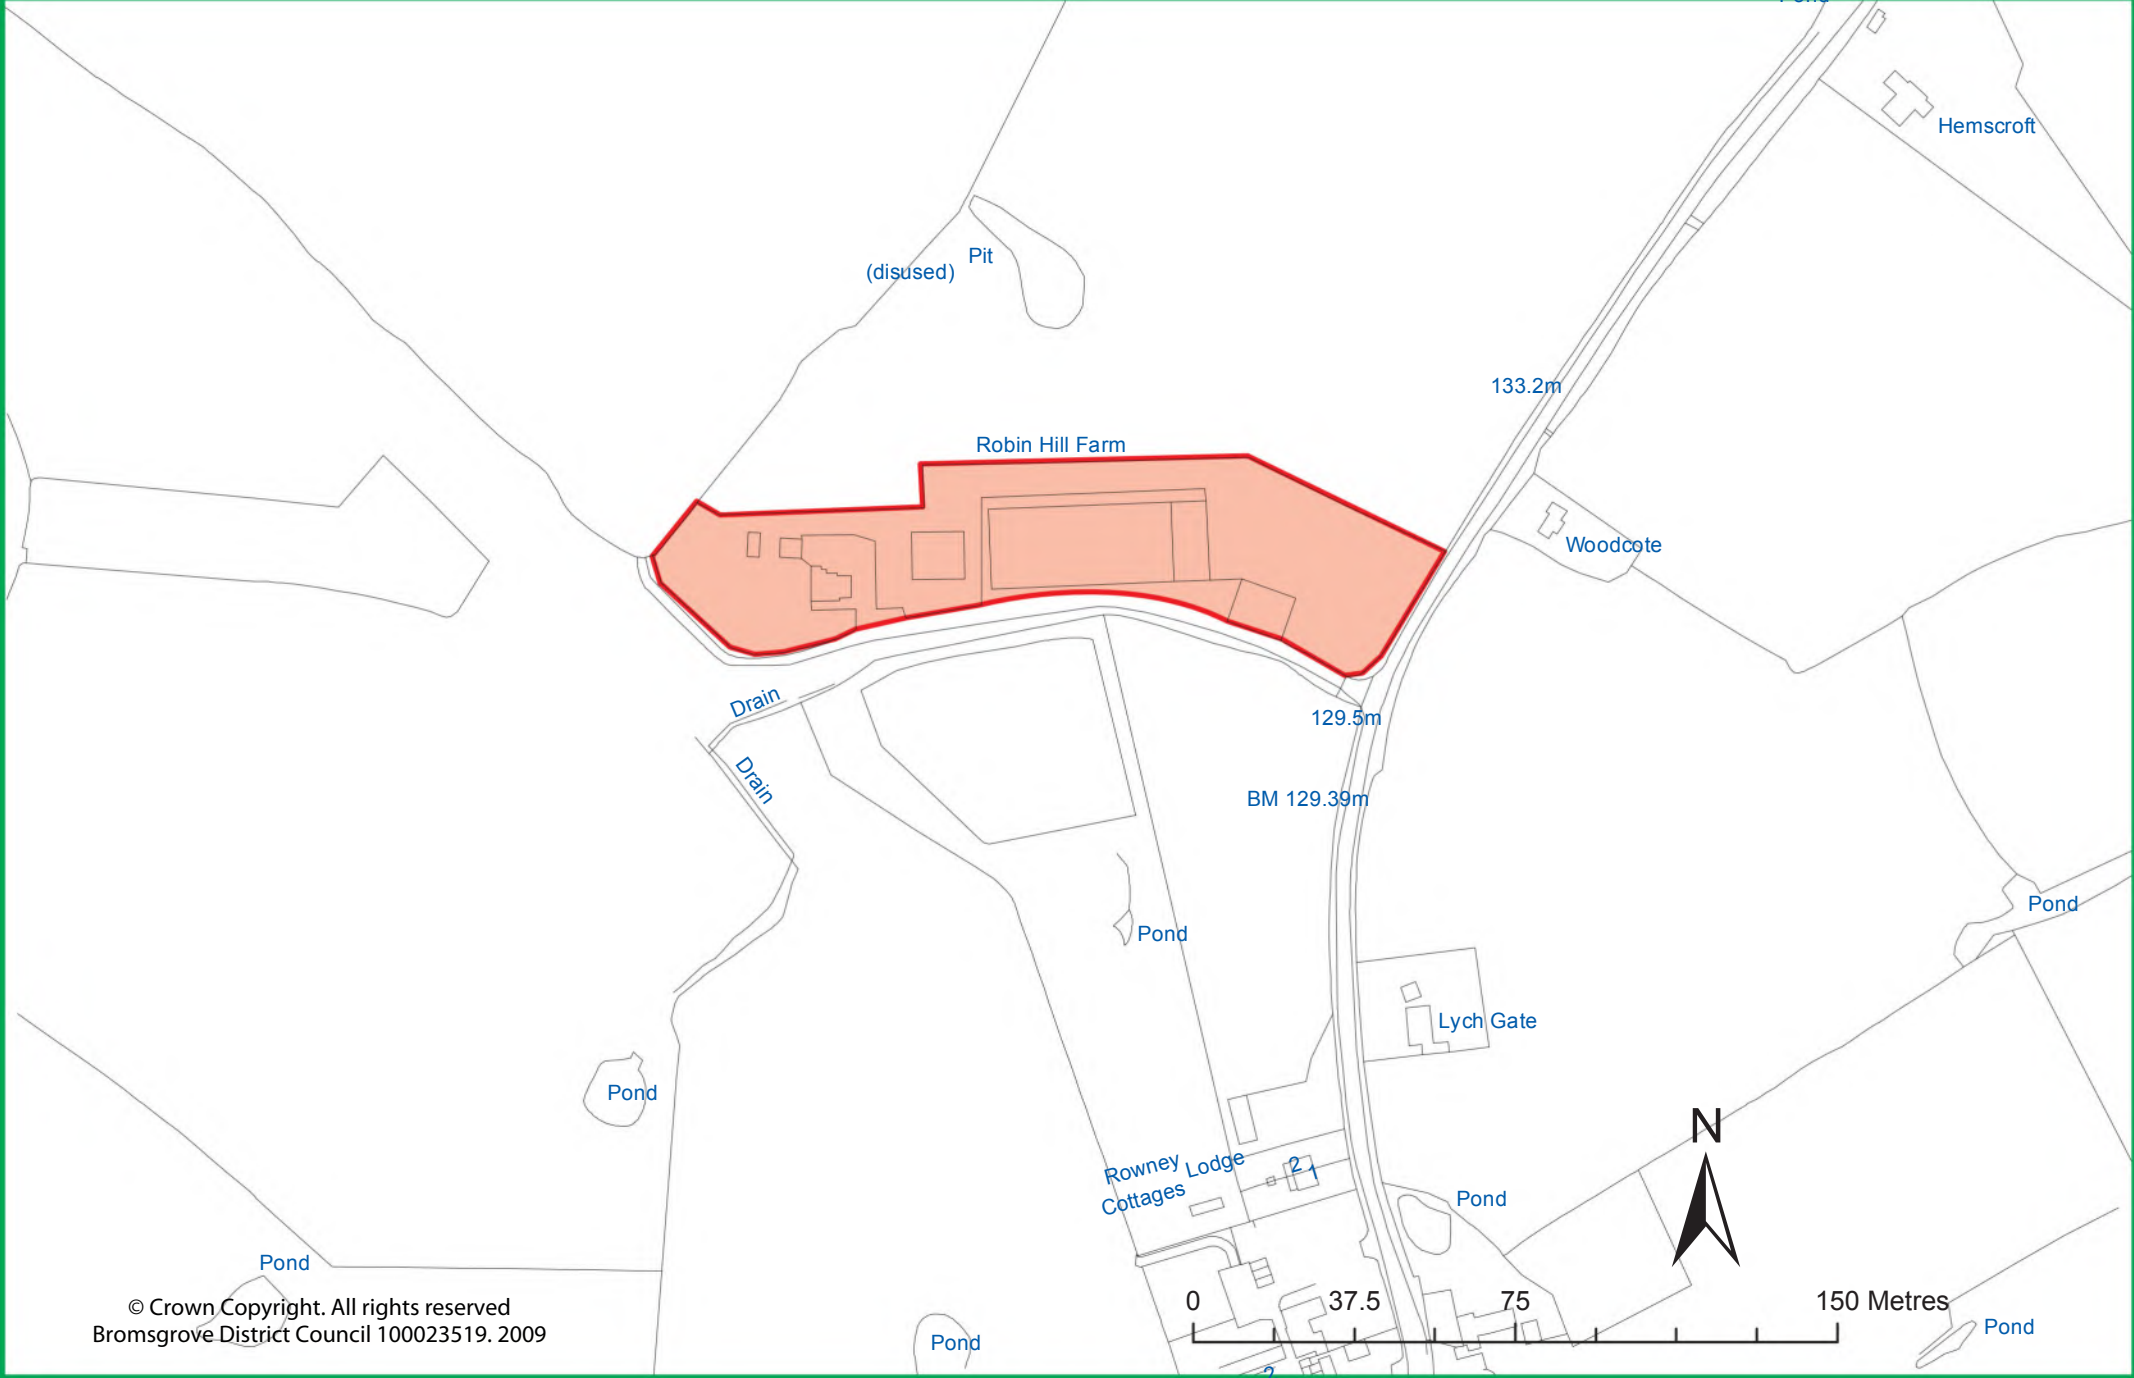 Hemscroft
Pit
(disused)
133.2m
Robin Hill Farm
Woodcote
Drain
129.5m
Drain
BM 129.39m
Pond
Pond
Lych Gate
Pond
N
Rowney Lodge
Cottages
2
1
Pond
Pond
© Crown Copyright. All rights reserved
Bromsgrove District Council 100023519. 2009
0 37.5 75 150 Metres
Pond
Pond